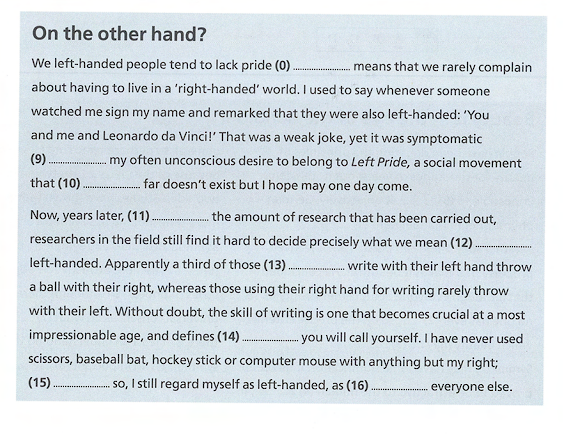 On the other hand?
We left-handed people tend to lack pride (0) .................... means that we rarely complain
about having to live in a 'right-handed' world. I used to say whenever someone
watched me sign my name and remarked that they were also left-handed: 'You
and me and Leonardo da Vinci!' That was a weak joke, yet it was symptomatic
(9) .................... my often unconscious desire to belong to Left Pride, a social movement
that (10) .................... far doesn't exist but I hope may one day come.
Now, years later, (11) .................... the amount of research that has been carried out,
researchers in the field still find it hard to decide precisely what we mean (12) ....................
left-handed. Apparently a third of those (13) .................... write with their left hand throw
a ball with their right, whereas those using their right hand for writing rarely throw
with their left. Without doubt, the skill of writing is one that becomes crucial at a most
impressionable age, and defines (14) .................... you will call yourself. I have never used
scissors, baseball bat, hockey stick or computer mouse with anything but my right;
(15) .................... so, I still regard myself as left-handed, as (16) .................... everyone else.